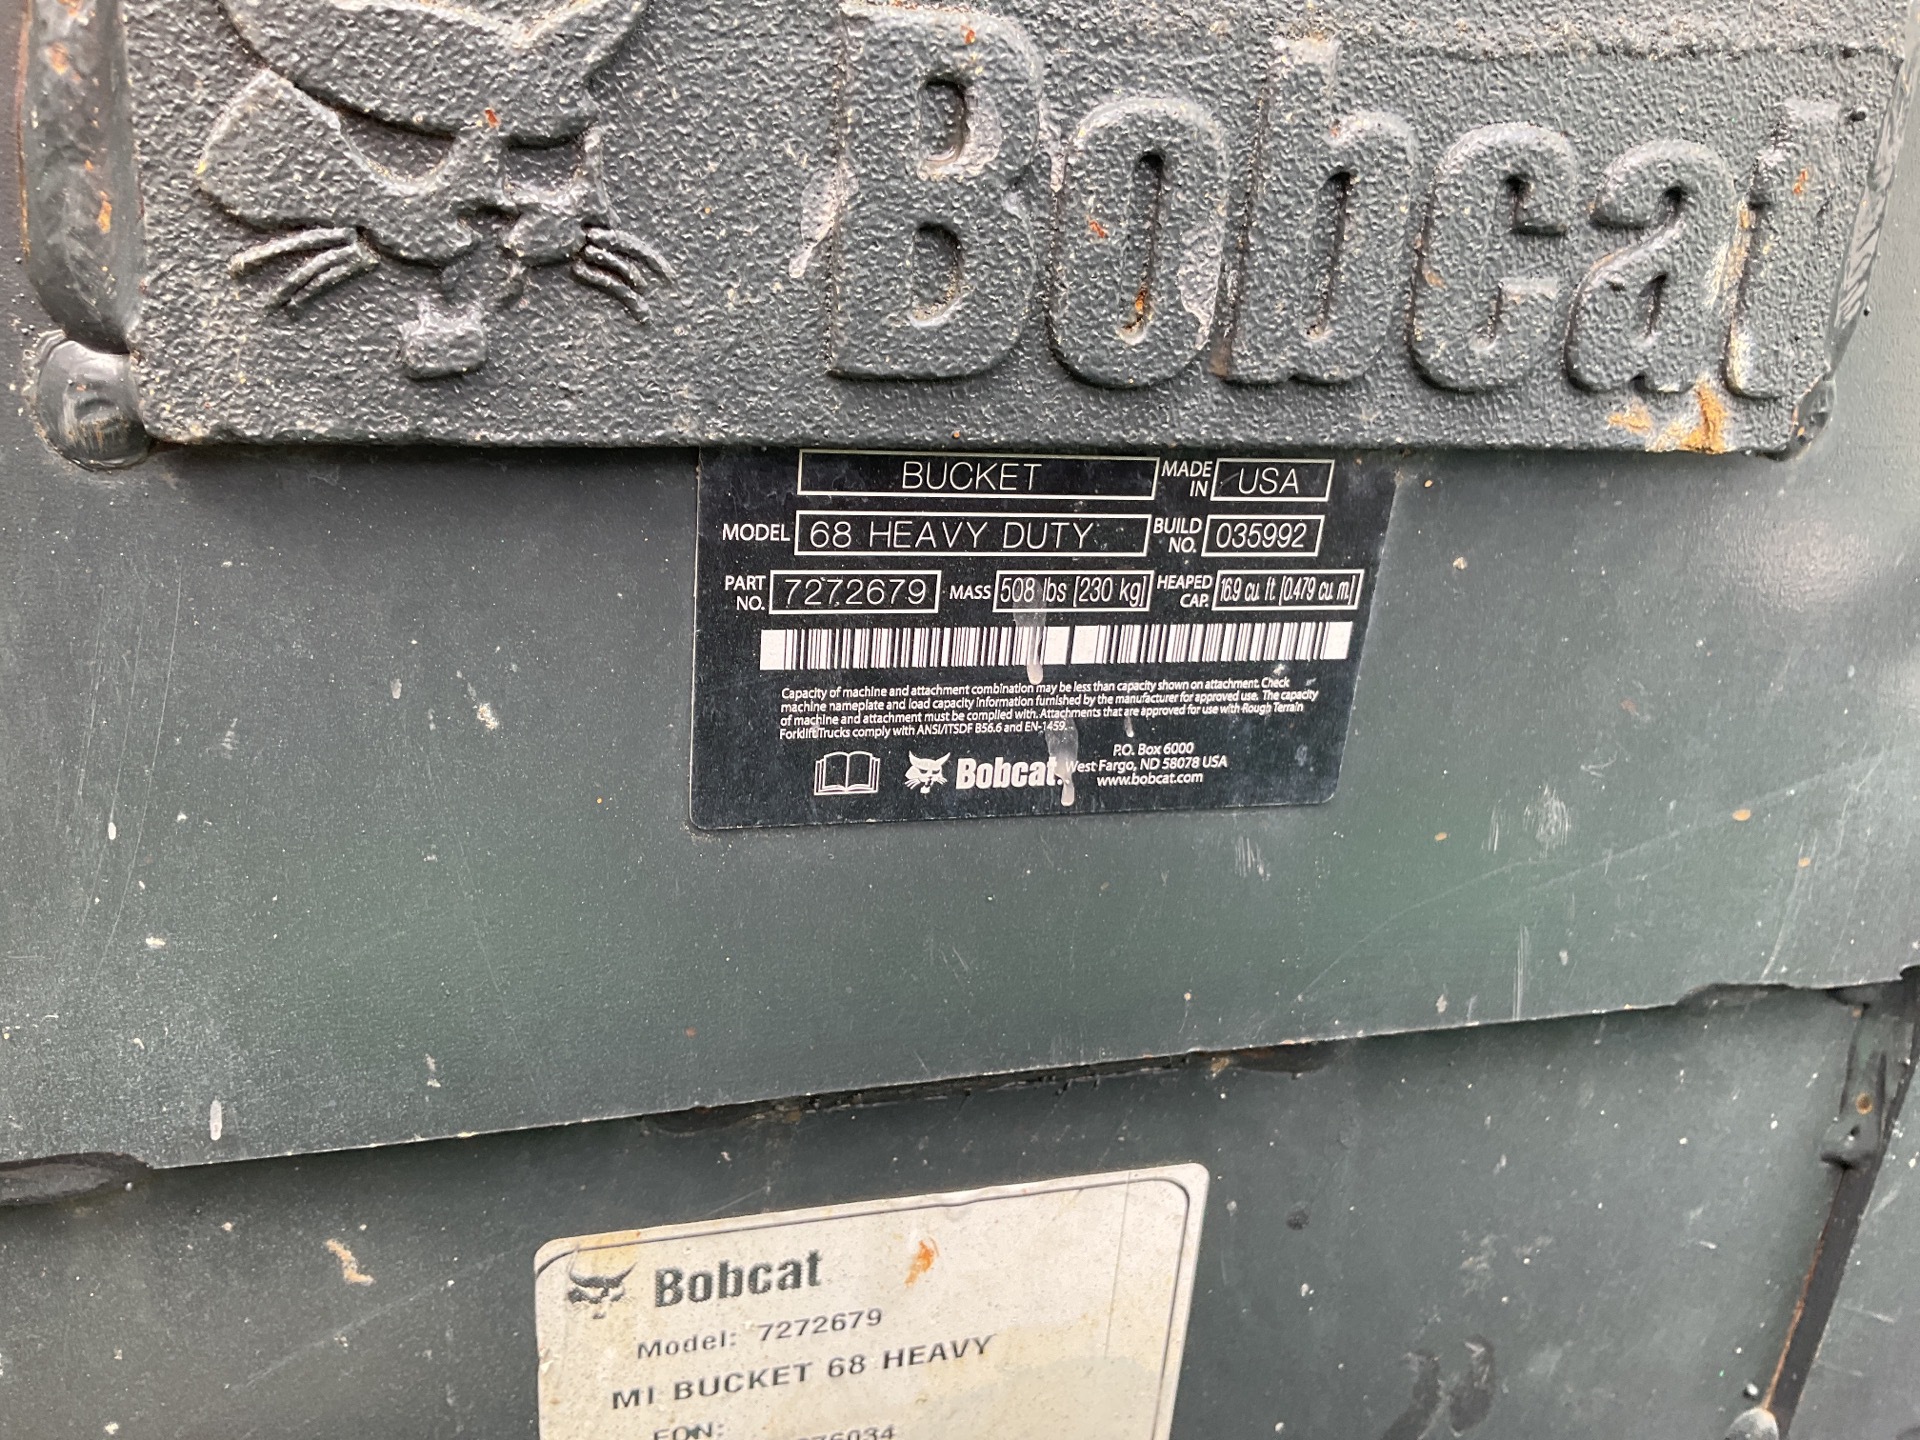 Bobcat
BUCKET MADE IN USA
MODEL 68 HEAVY DUTY BUILD NO. 035992
PART NO. 7272679 MASS 508 lbs [230 kg] HEAPED CAP. 16.9 cu. ft. [0.479 cu. m.]
Capacity of machine and attachment combination may be less than capacity shown on attachment. Check
machine nameplate and load capacity information furnished by the manufacturer for approved use. The capacity
of machine and attachment must be complied with. Attachments that are approved for use with Rough Terrain
Forklift Trucks comply with ANSI/ITSDF B56.6 and EN-1459.
Bobcat.
P.O. Box 6000
West Fargo, ND 58078 USA
www.bobcat.com
Bobcat
Model: 7272679
MI BUCKET 68 HEAVY